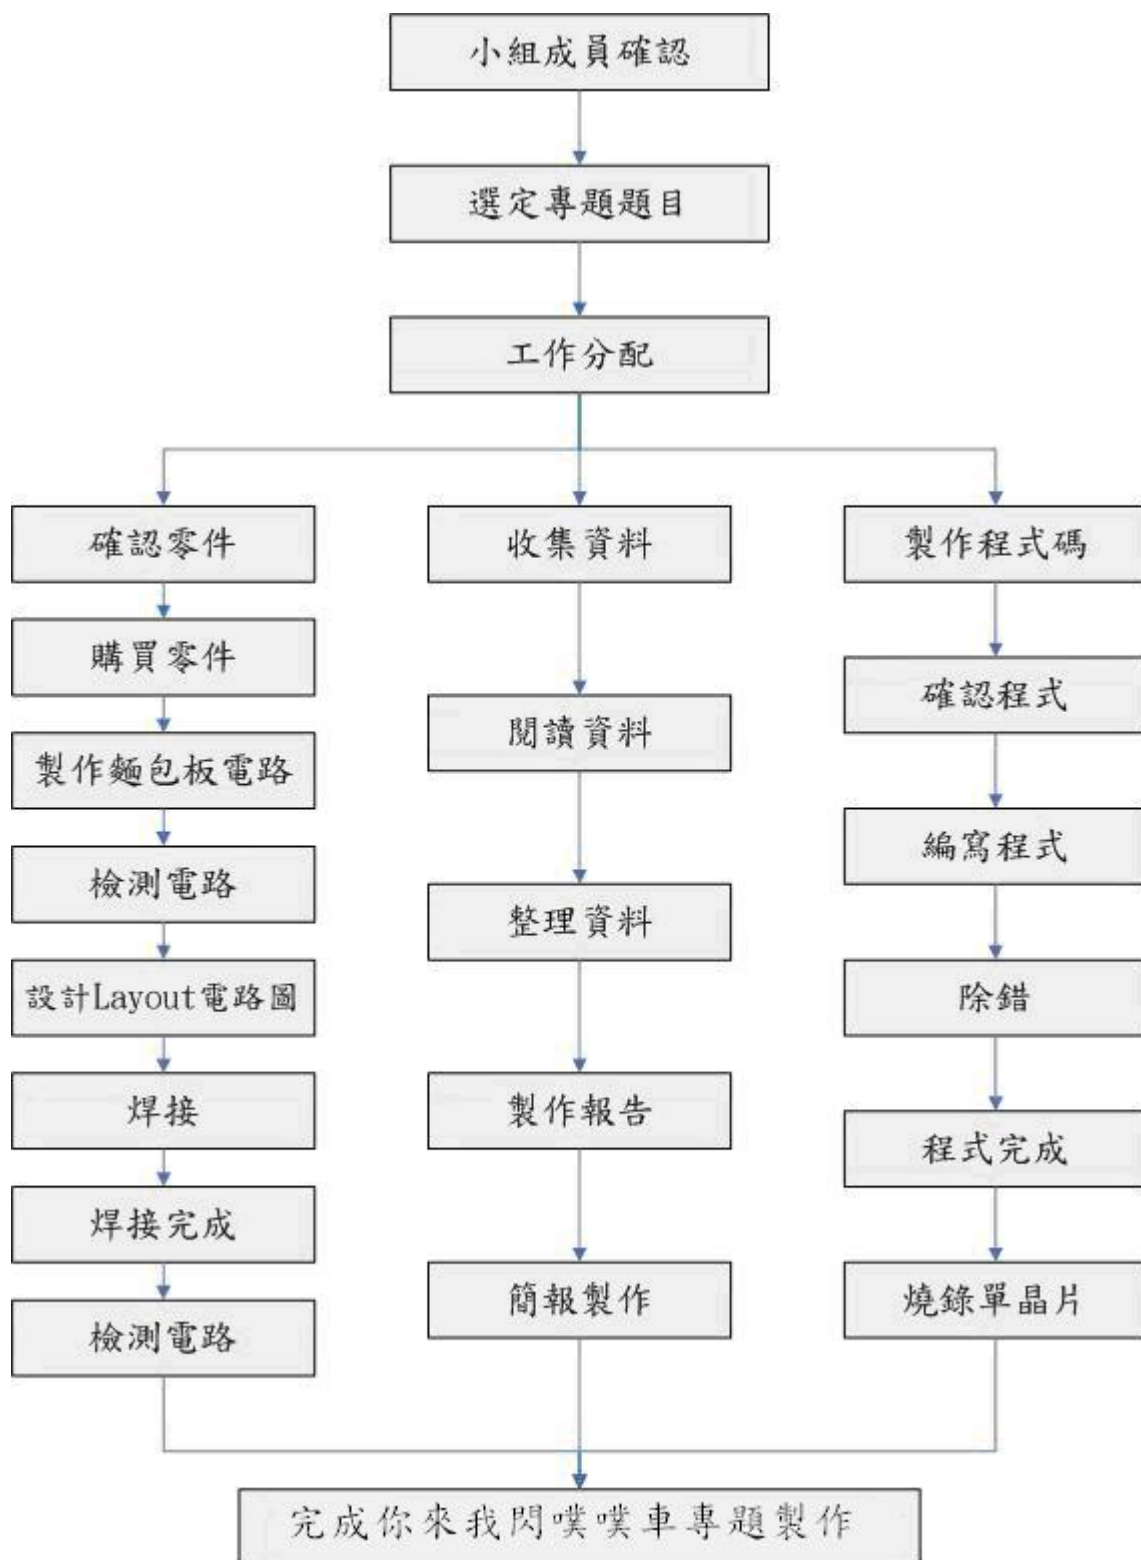 小組成員確認
選定專題題目
工作分配
確認零件
購買零件
製作麵包板電路
檢測電路
設計Layout電路圖
焊接
焊接完成
檢測電路
收集資料
閱讀資料
整理資料
製作報告
簡報製作
製作程式碼
確認程式
編寫程式
除錯
程式完成
燒錄單晶片
完成你來我閃噗噗車專題製作